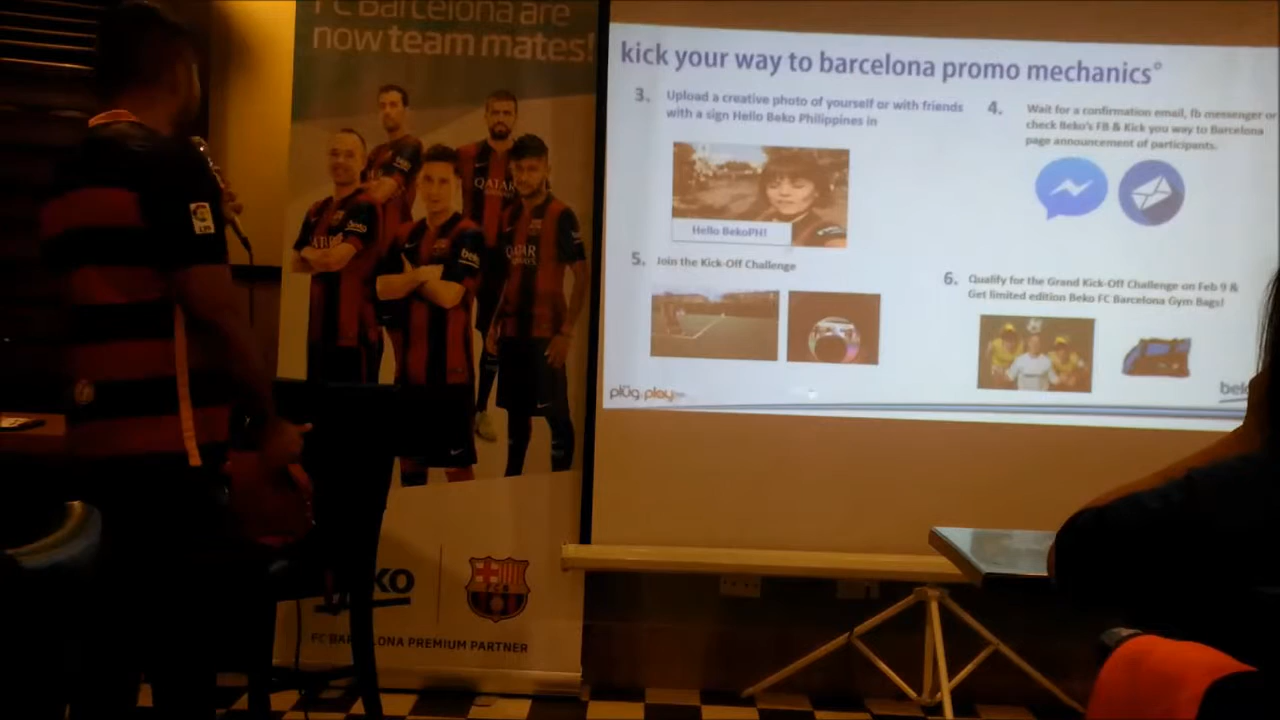 FC Barcelona are
now team mates!
QATAR
beko
QATAR
FCB
FC BARCELONA PREMIUM PARTNER
kick your way to barcelona promo mechanics°
3. Upload a creative photo of yourself or with friends
with a sign Hello Beko Philippines in
Hello BekoPH!
4. Wait for a confirmation email, fb messenger or
check Beko's FB & Kick you way to Barcelona
page announcement of participants.
5. Join the Kick-Off Challenge
6. Qualify for the Grand Kick-Off Challenge on Feb 9 &
Get limited edition Beko FC Barcelona Gym Bags!
plug.play
beko